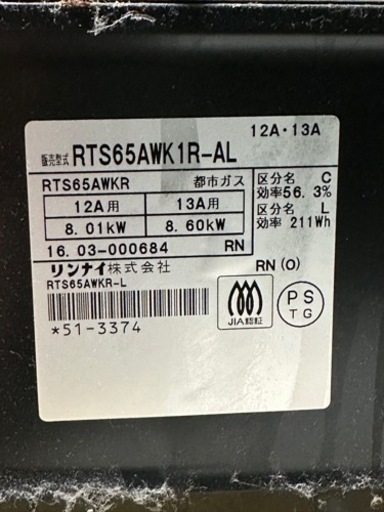 12A・13A
販売型式 RTS65AWK1R-AL
RTS65AWKR 都市ガス
12A用 13A用
8.01kW 8.60kW
区分名 C
効率56.3%
区分名 L
効率 211Wh
16.03-000684 RN
リンナイ株式会社 RN(O)
RTS65AWKR-L
*51-3374
JIA認証
PS
TG